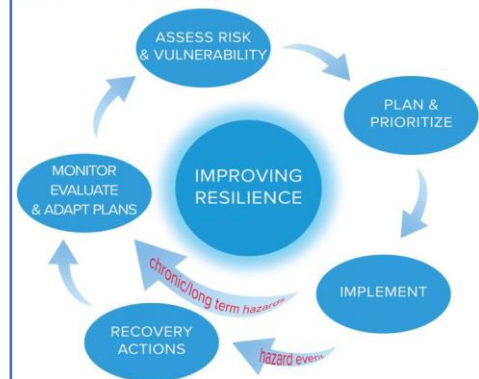 ASSESS RISK
& VULNERABILITY
PLAN &
PRIORITIZE
IMPROVING
RESILIENCE
MONITOR
EVALUATE
& ADAPT PLANS
chronic/long term hazards
IMPLEMENT
RECOVERY
ACTIONS
hazard event